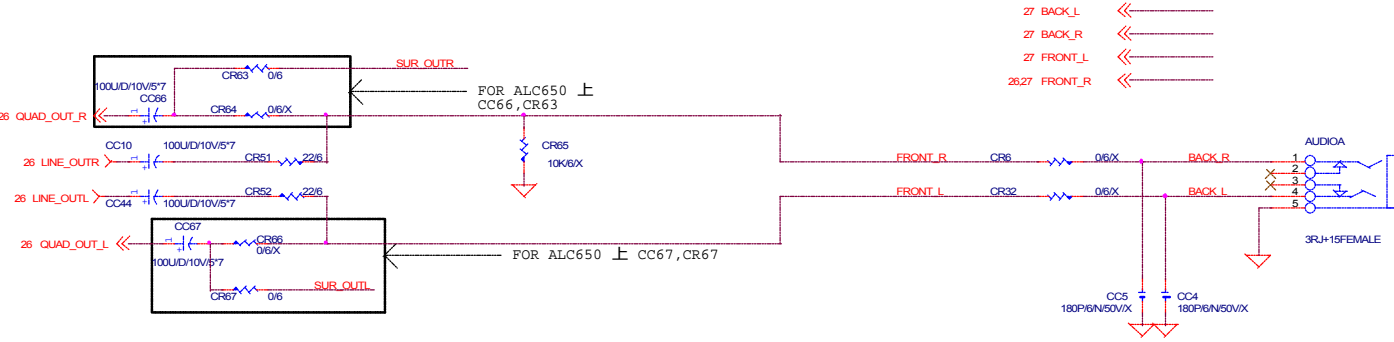 27 BACK_L
27 BACK_R
27 FRONT_L
26,27 FRONT_R
SUR_OUTR
CR63 0/6
100U/D/10V/5*7
CC66
1
+
FOR ALC650 上
CC66,CR63
CR64 0/6/X
26 QUAD_OUT_R
CR65
10K/6/X
CC10 100U/D/10V/5*7
26 LINE_OUTR
1
+
CR51 22/6
FRONT_R CR6 0/6/X BACK_R
AUDIOA
1
2
3
4
5
3RJ+15FEMALE
26 LINE_OUTL
1
+
CR52 22/6
CC44 100U/D/10V/5*7
FRONT_L CR32 0/6/X BACK_L
CC67
1
+
26 QUAD_OUT_L
CR66
0/6/X
100U/D/10V/5*7
FOR ALC650 上 CC67,CR67
SUR_OUTL
CR67 0/6
CC5
180P/6/N/50V/X
CC4
180P/6/N/50V/X